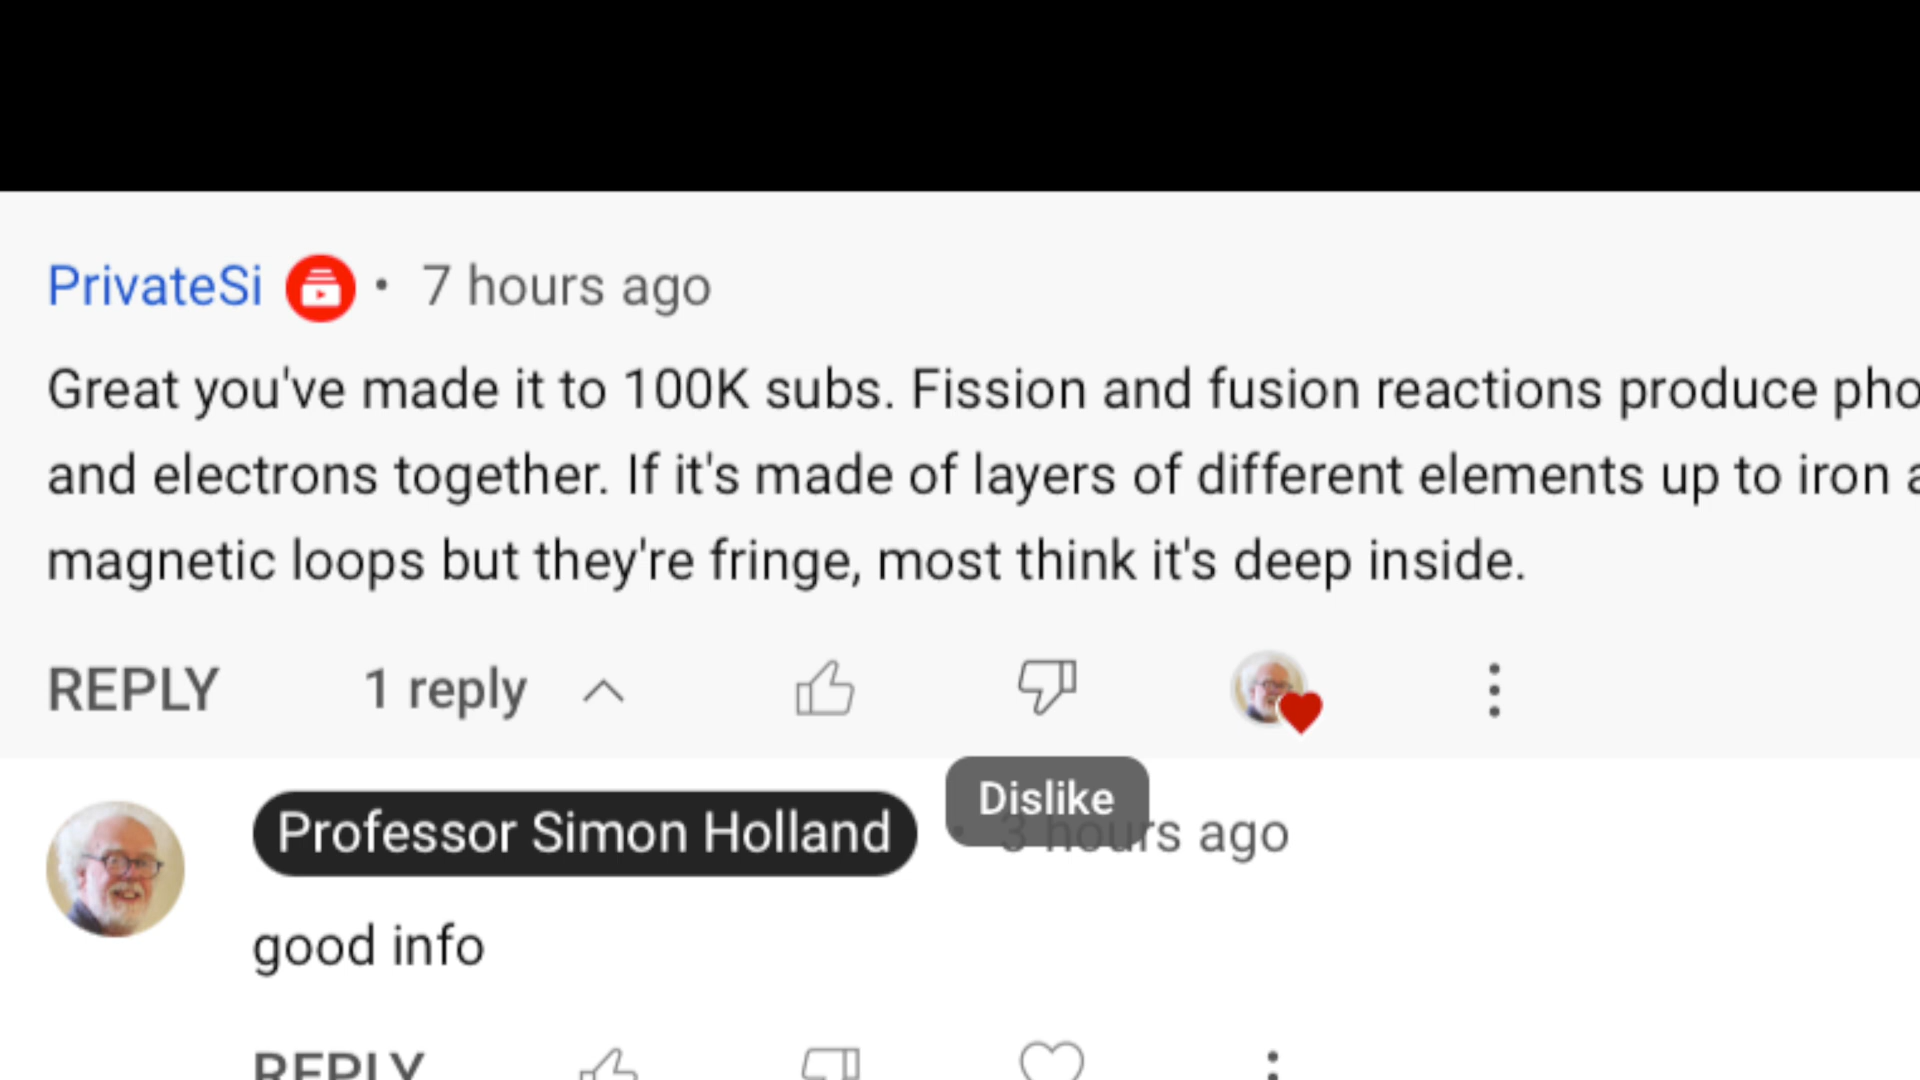 PrivateSi • 7 hours ago
Great you've made it to 100K subs. Fission and fusion reactions produce pho
and electrons together. If it's made of layers of different elements up to iron a
magnetic loops but they're fringe, most think it's deep inside.
REPLY 1 reply
Dislike
Professor Simon Holland • 3 hours ago
good info
REPLY